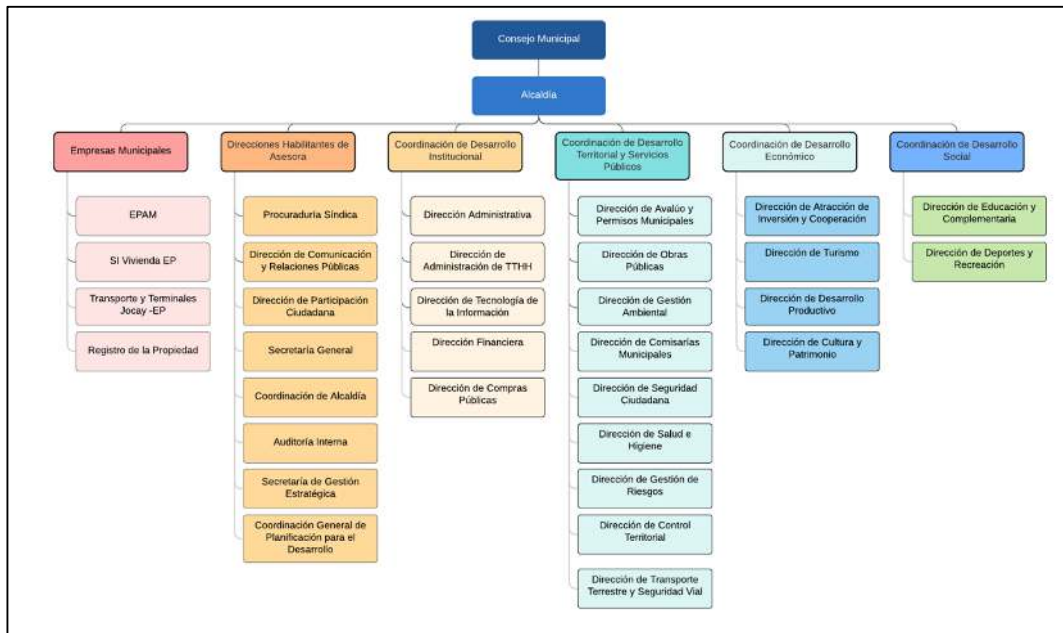 Consejo Municipal
Alcaldía
Empresas Municipales
EPAM
SI Vivienda EP
Transporte y Terminales
Jocay -EP
Registro de la Propiedad
Direcciones Habilitantes de
Asesora
Procuraduría Síndica
Dirección de Comunicación
y Relaciones Públicas
Dirección de Participación
Ciudadana
Secretaría General
Coordinación de Alcaldía
Auditoría Interna
Secretaría de Gestión
Estratégica
Coordinación General de
Planificación para el
Desarrollo
Coordinación de Desarrollo
Institucional
Dirección Administrativa
Dirección de
Administración de TTHH
Dirección de Tecnología de
la Información
Dirección Financiera
Dirección de Compras
Públicas
Coordinación de Desarrollo
Territorial y Servicios
Públicos
Dirección de Avalúo y
Permisos Municipales
Dirección de Obras
Públicas
Dirección de Gestión
Ambiental
Dirección de Comisarías
Municipales
Dirección de Seguridad
Ciudadana
Dirección de Salud e
Higiene
Dirección de Gestión de
Riesgos
Dirección de Control
Territorial
Dirección de Transporte
Terrestre y Seguridad Vial
Coordinación de Desarrollo
Económico
Dirección de Atracción de
Inversión y Cooperación
Dirección de Turismo
Dirección de Desarrollo
Productivo
Dirección de Cultura y
Patrimonio
Coordinación de Desarrollo
Social
Dirección de Educación y
Complementaria
Dirección de Deportes y
Recreación